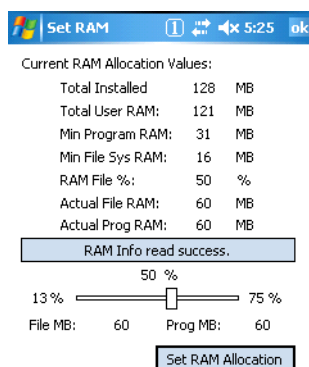 Set RAM 1 5:25 ok
Current RAM Allocation Values:
Total Installed 128 MB
Total User RAM: 121 MB
Min Program RAM: 31 MB
Min File Sys RAM: 16 MB
RAM File %: 50 %
Actual File RAM: 60 MB
Actual Prog RAM: 60 MB
RAM Info read success.
50 %
13 % 75 %
File MB: 60 Prog MB: 60
Set RAM Allocation